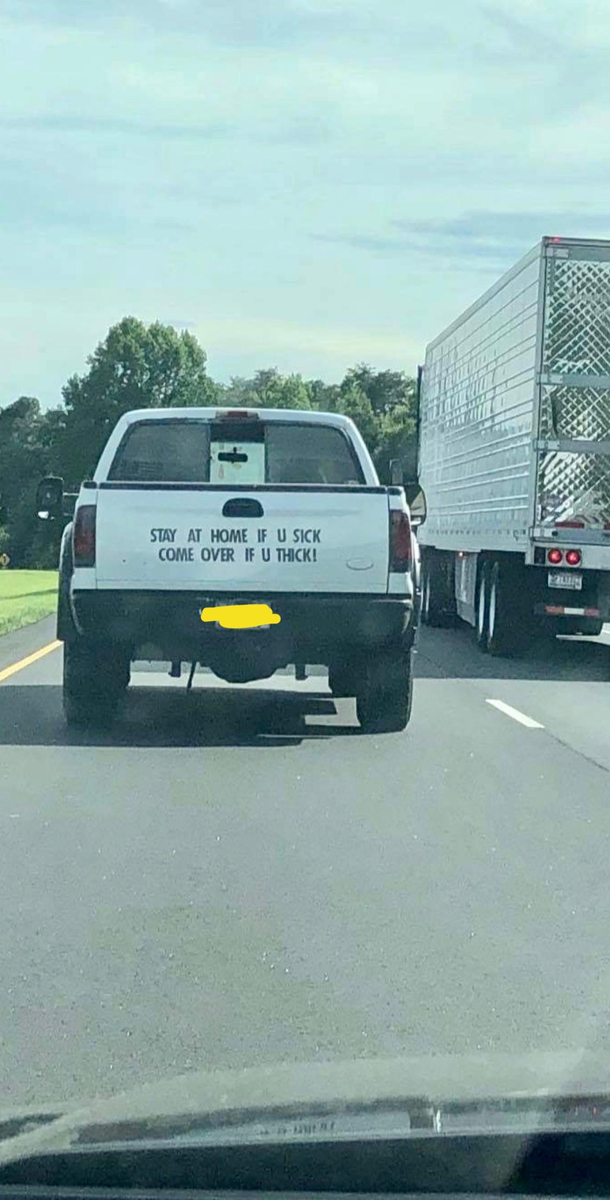 STAY AT HOME IF U SICK
COME OVER IF U THICK!